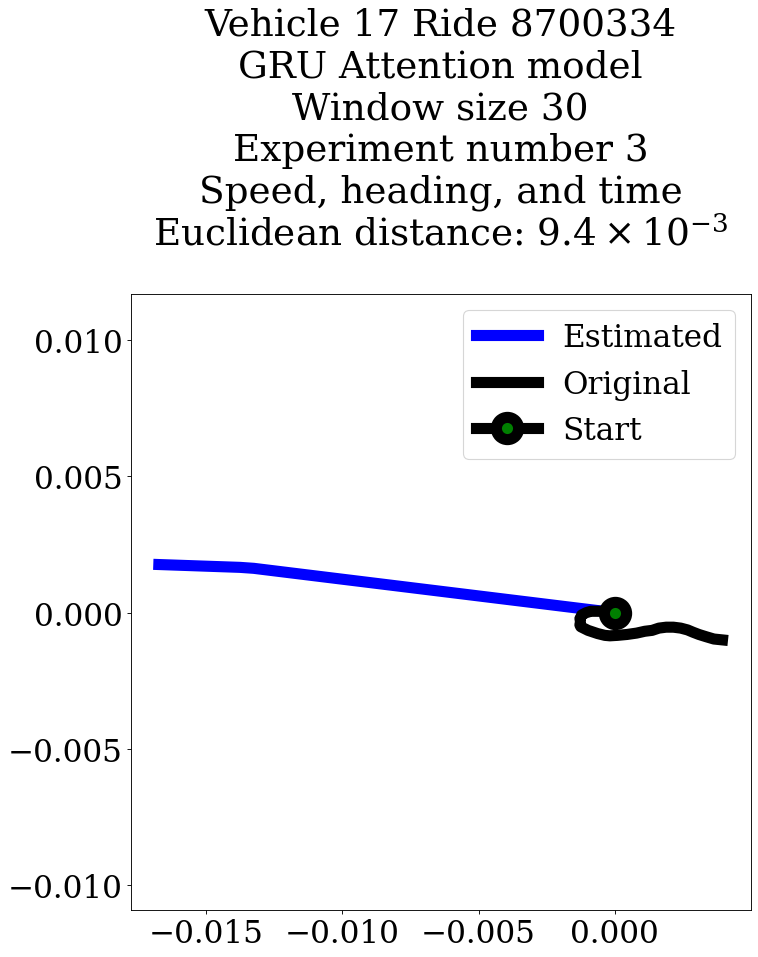 Vehicle 17 Ride 8700334
GRU Attention model
Window size 30
Experiment number 3
Speed, heading, and time
Euclidean distance: 9.4 × 10⁻³
Estimated
Original
Start
0.010
0.005
0.000
−0.005
−0.010
−0.015 −0.010 −0.005 0.000